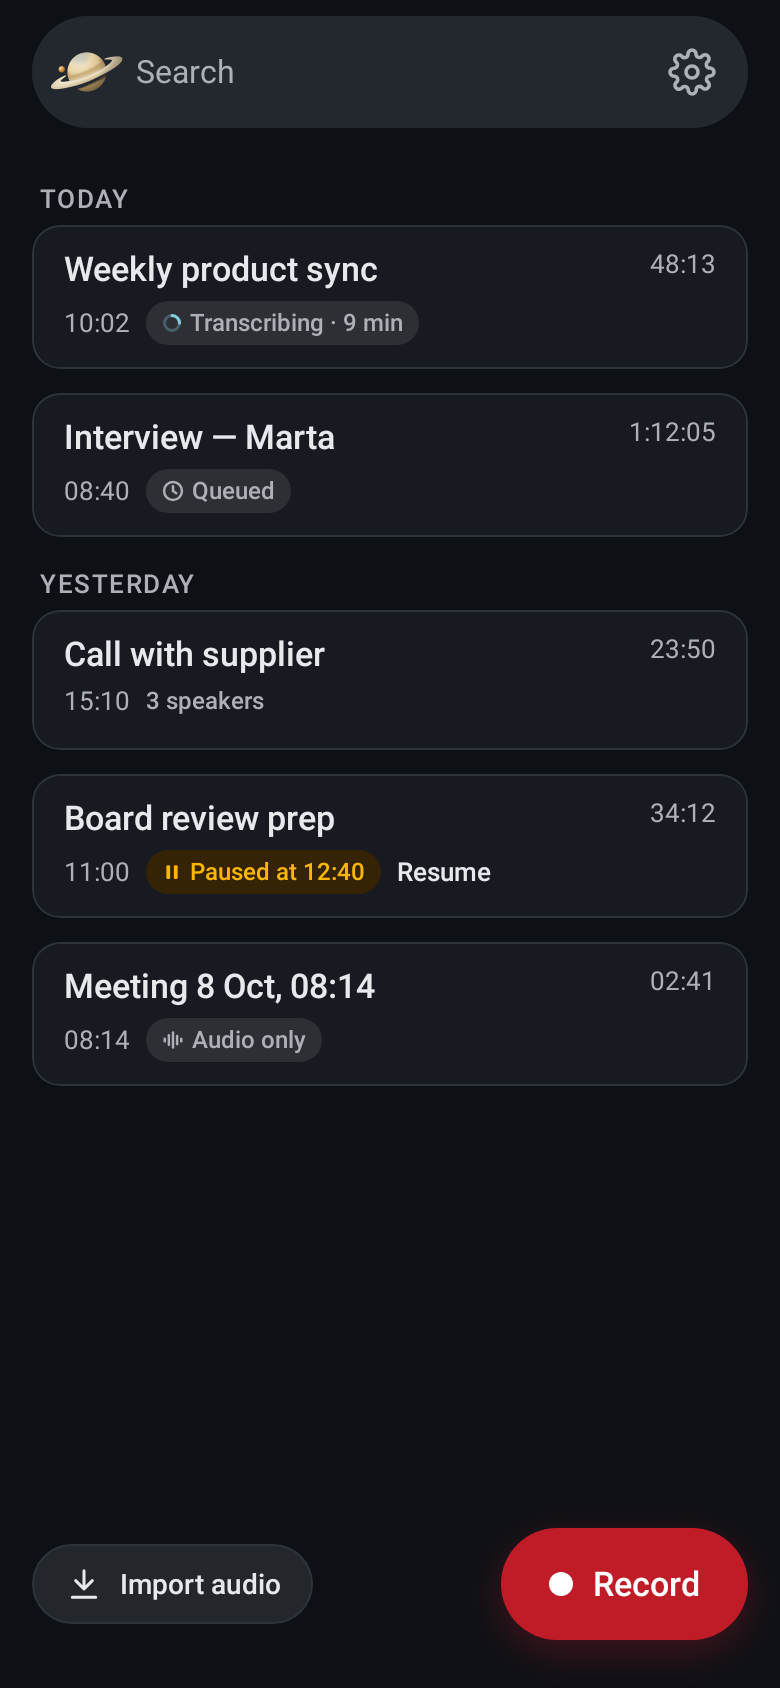 Search
TODAY
Weekly product sync
48:13
10:02 Transcribing · 9 min
Interview — Marta
1:12:05
08:40 Queued
YESTERDAY
Call with supplier
23:50
15:10 3 speakers
Board review prep
34:12
11:00 Paused at 12:40 Resume
Meeting 8 Oct, 08:14
02:41
08:14 Audio only
Import audio
Record